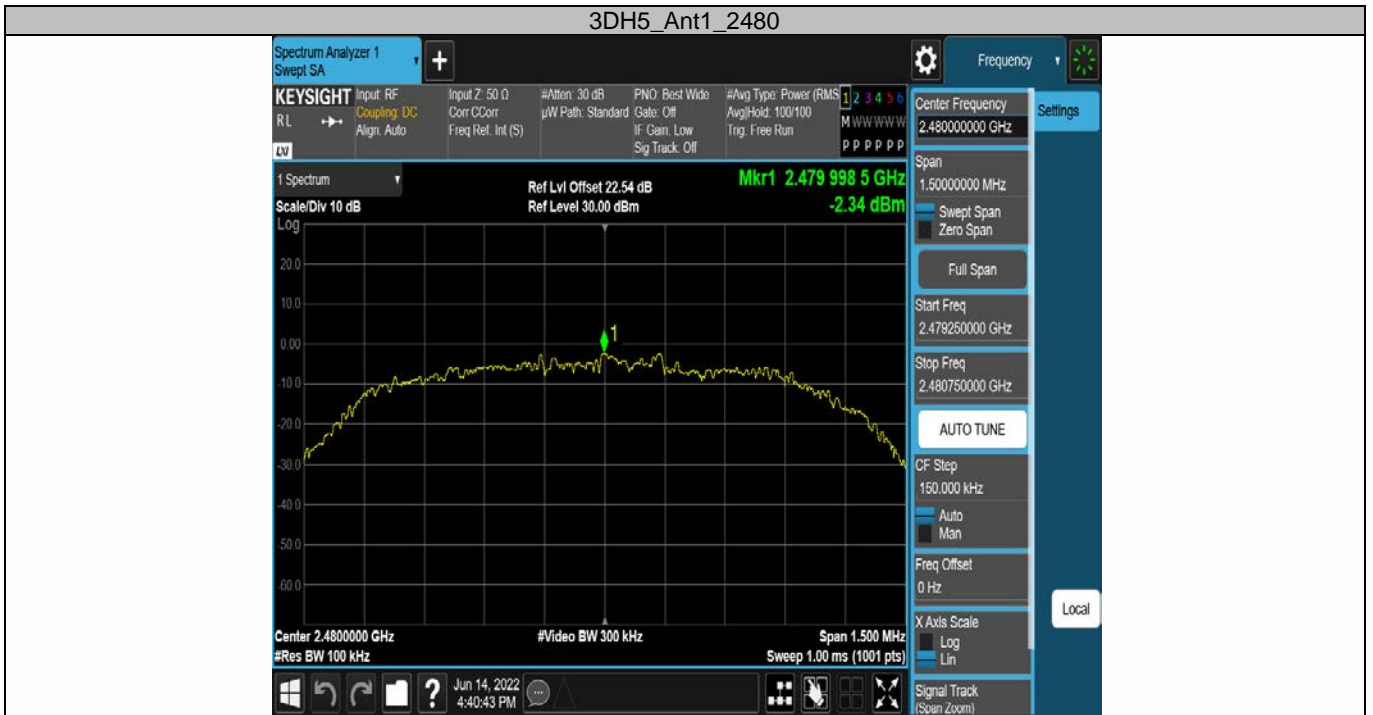 3DH5_Ant1_2480
Spectrum Analyzer 1
Swept SA
+
Frequency
KEYSIGHT
RL
LXI
Input: RF
Coupling: DC
Align: Auto
Input Z: 50 Ω
Corr CCorr
Freq Ref: Int (S)
#Atten: 30 dB
µW Path: Standard
PNO: Best Wide
Gate: Off
IF Gain: Low
Sig Track: Off
#Avg Type: Power (RMS
Avg|Hold: 100/100
Trig: Free Run
1 2 3 4 5 6
M W W W W W
P P P P P P
1 Spectrum
Scale/Div 10 dB
Log
Ref Lvl Offset 22.54 dB
Ref Level 30.00 dBm
Mkr1 2.479 998 5 GHz
-2.34 dBm
20.0
10.0
0.00
-10.0
-20.0
-30.0
-40.0
-50.0
-60.0
1
Center 2.4800000 GHz
#Res BW 100 kHz
#Video BW 300 kHz
Span 1.500 MHz
Sweep 1.00 ms (1001 pts)
?
Jun 14, 2022
4:40:43 PM
Center Frequency
2.480000000 GHz
Span
1.50000000 MHz
Swept Span
Zero Span
Full Span
Start Freq
2.479250000 GHz
Stop Freq
2.480750000 GHz
AUTO TUNE
CF Step
150.000 kHz
Auto
Man
Freq Offset
0 Hz
X Axis Scale
Log
Lin
Signal Track
(Span Zoom)
Settings
Local